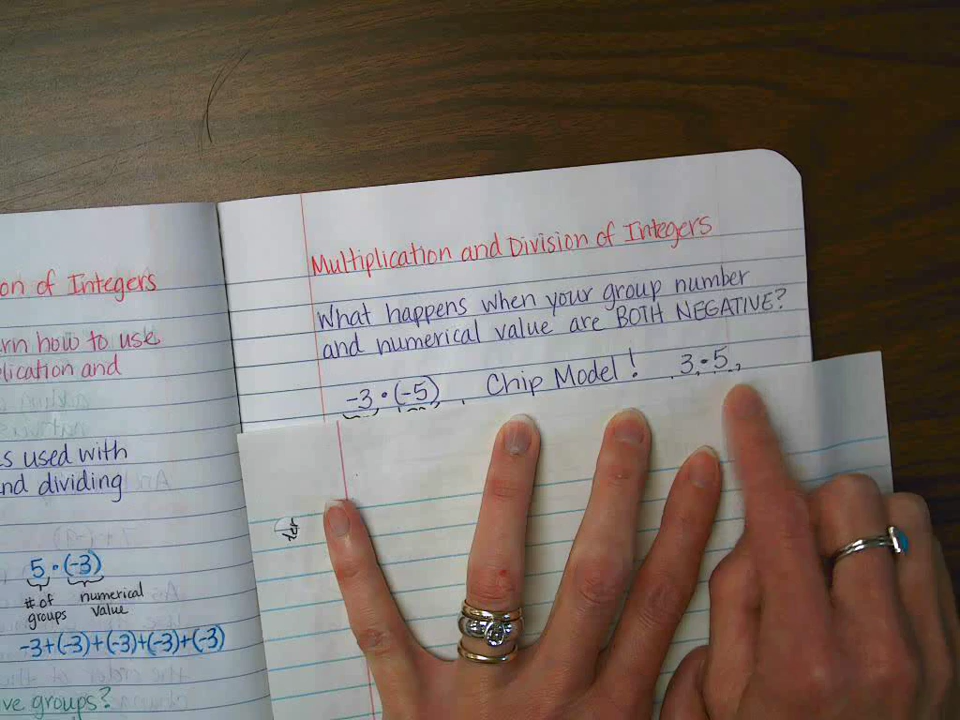 on of Integers
rn how to use
lication and
s used with
nd dividing
5 · (-3)
# of groups
numerical value
-3+(-3)+(-3)+(-3)+(-3)
ve groups?
Multiplication and Division of Integers
What happens when your group number
and numerical value are BOTH NEGATIVE?
-3 · (-5) Chip Model! 3 · 5